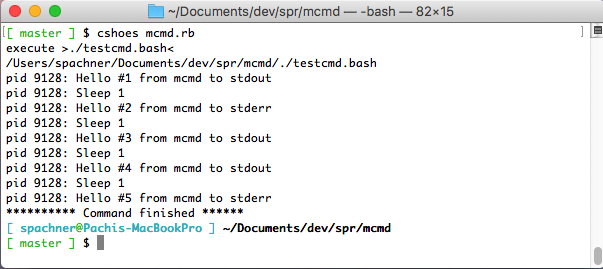 ~/Documents/dev/spr/mcmd — -bash — 82×15
[[ master ] $ cshoes mcmd.rb ]
execute >./testcmd.bash<
/Users/spachner/Documents/dev/spr/mcmd/./testcmd.bash
pid 9128: Hello #1 from mcmd to stdout
pid 9128: Sleep 1
pid 9128: Hello #2 from mcmd to stderr
pid 9128: Sleep 1
pid 9128: Hello #3 from mcmd to stdout
pid 9128: Sleep 1
pid 9128: Hello #4 from mcmd to stdout
pid 9128: Sleep 1
pid 9128: Hello #5 from mcmd to stderr
********** Command finished ******
[ spachner@Pachis-MacBookPro ] ~/Documents/dev/spr/mcmd
[ master ] $